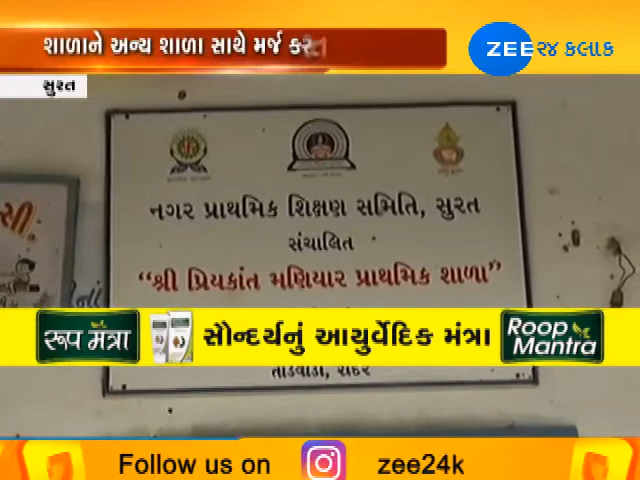 શાળાને અન્ય શાળા સાથે મર્જ કરતા
ZEE ૨૪ કલાક
સુરત
નગર પ્રાથમિક શિક્ષણ સમિતિ, સુરત
સંચાલિત
“શ્રી પ્રિયકાંત મણિયાર પ્રાથમિક શાળા”
રૂપ મંત્રા
સૌન્દર્યનું આયુર્વેદિક મંત્રા
Roop
Mantra
તાડવાડી, રાંદેર
Follow us on
zee24k